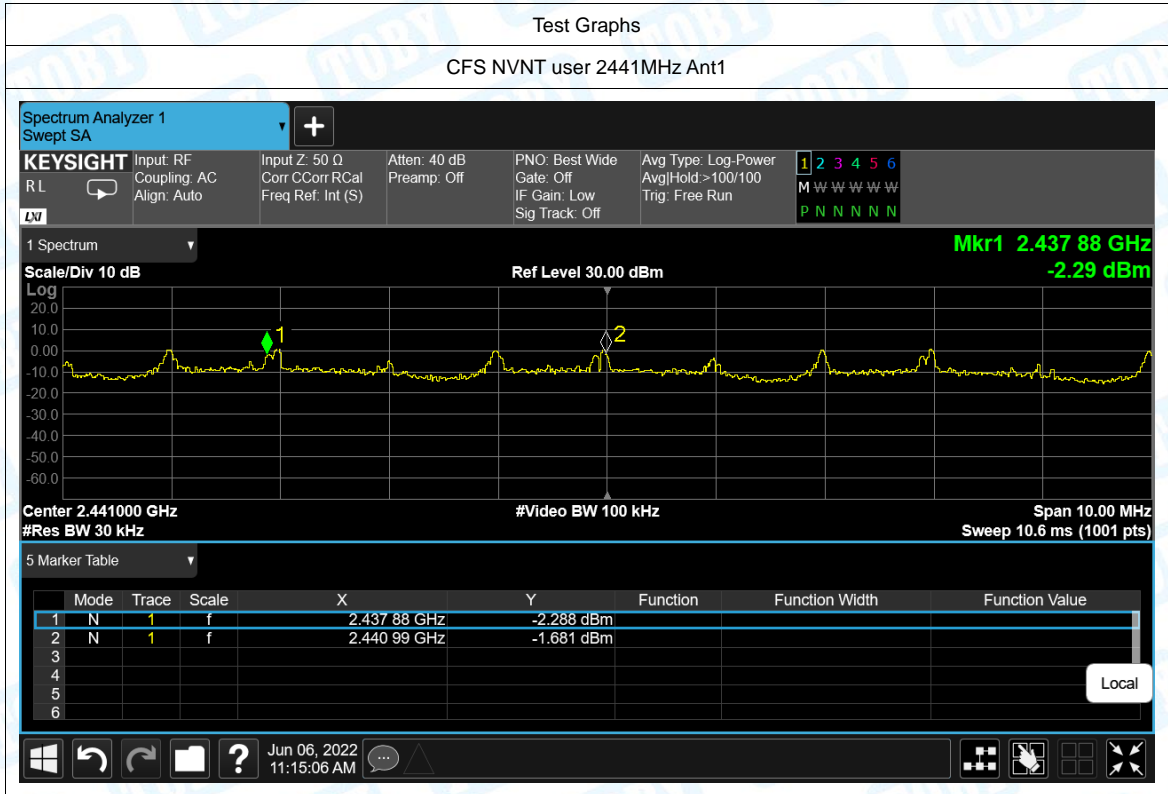 Test Graphs
CFS NVNT user 2441MHz Ant1
Spectrum Analyzer 1
Swept SA
+
KEYSIGHT
R L
LXI
Input: RF
Coupling: AC
Align: Auto
Input Z: 50 Ω
Corr CCorr RCal
Freq Ref: Int (S)
Atten: 40 dB
Preamp: Off
PNO: Best Wide
Gate: Off
IF Gain: Low
Sig Track: Off
Avg Type: Log-Power
Avg|Hold:>100/100
Trig: Free Run
1 2 3 4 5 6
M W W W W W
P N N N N N
1 Spectrum
Mkr1 2.437 88 GHz
-2.29 dBm
Scale/Div 10 dB
Ref Level 30.00 dBm
Log
20.0
10.0
0.00
-10.0
-20.0
-30.0
-40.0
-50.0
-60.0
1
2
Center 2.441000 GHz
#Video BW 100 kHz
Span 10.00 MHz
#Res BW 30 kHz
Sweep 10.6 ms (1001 pts)
5 Marker Table
Mode Trace Scale X Y Function Function Width Function Value
1 N 1 f 2.437 88 GHz -2.288 dBm
2 N 1 f 2.440 99 GHz -1.681 dBm
3
4
5
6
Local
?
Jun 06, 2022
11:15:06 AM
TOBY